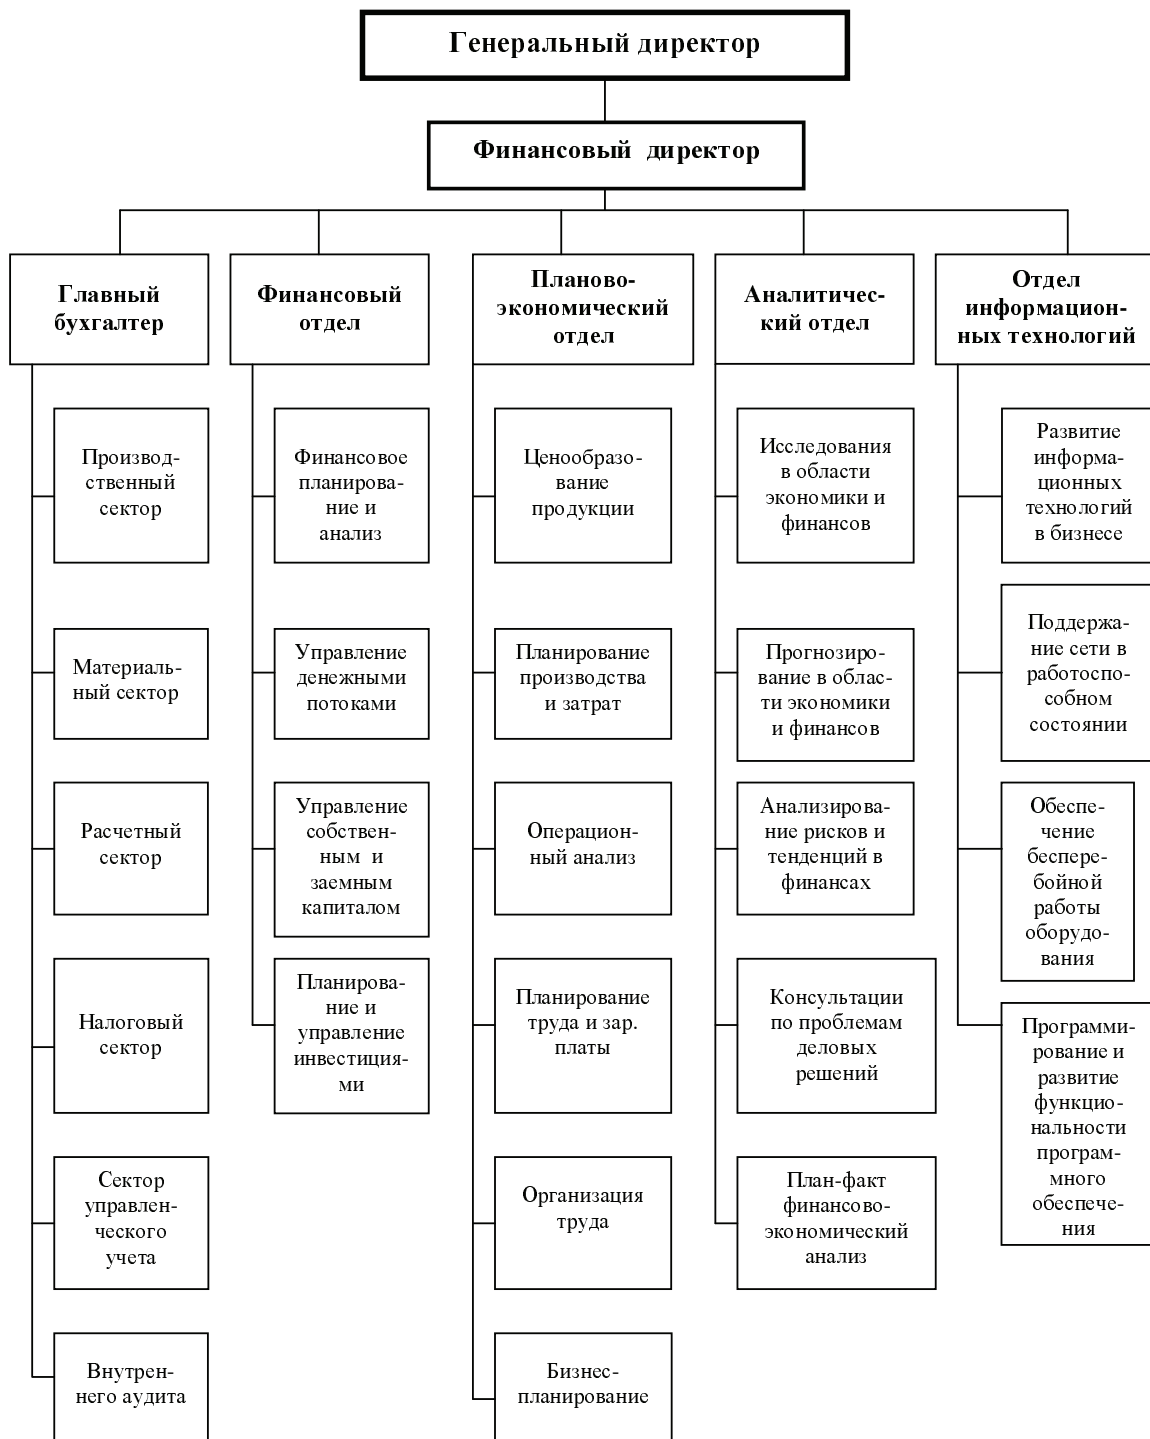 Генеральный директор
Финансовый директор
Главный
бухгалтер
Финансовый
отдел
Планово-
экономический
отдел
Аналитичес-
кий отдел
Отдел
информацион-
ных технологий
Производ-
ственный
сектор
Материаль-
ный сектор
Расчетный
сектор
Налоговый
сектор
Сектор
управлен-
ческого
учета
Внутрен-
него аудита
Финансовое
планирова-
ние и
анализ
Управление
денежными
потоками
Управление
собствен-
ным и
заемным
капиталом
Планирова-
ние и
управление
инвестиция-
ми
Ценообразо-
вание
продукции
Планирование
производства
и затрат
Операцион-
ный анализ
Планирование
труда и зар.
платы
Организация
труда
Бизнес-
планирование
Исследования
в области
экономики и
финансов
Прогнозиро-
вание в облас-
ти экономики
и финансов
Анализирова-
ние рисков и
тенденций в
финансах
Консультации
по проблемам
деловых
решений
План-факт
финансово-
экономический
анализ
Развитие
информа-
ционных
технологий
в бизнесе
Поддержа-
ние сети в
работоспо-
собном
состоянии
Обеспе-
чение
беспере-
бойной
работы
оборудо-
вания
Программи-
рование и
развитие
функцио-
нальности
програм-
много
обеспече-
ния